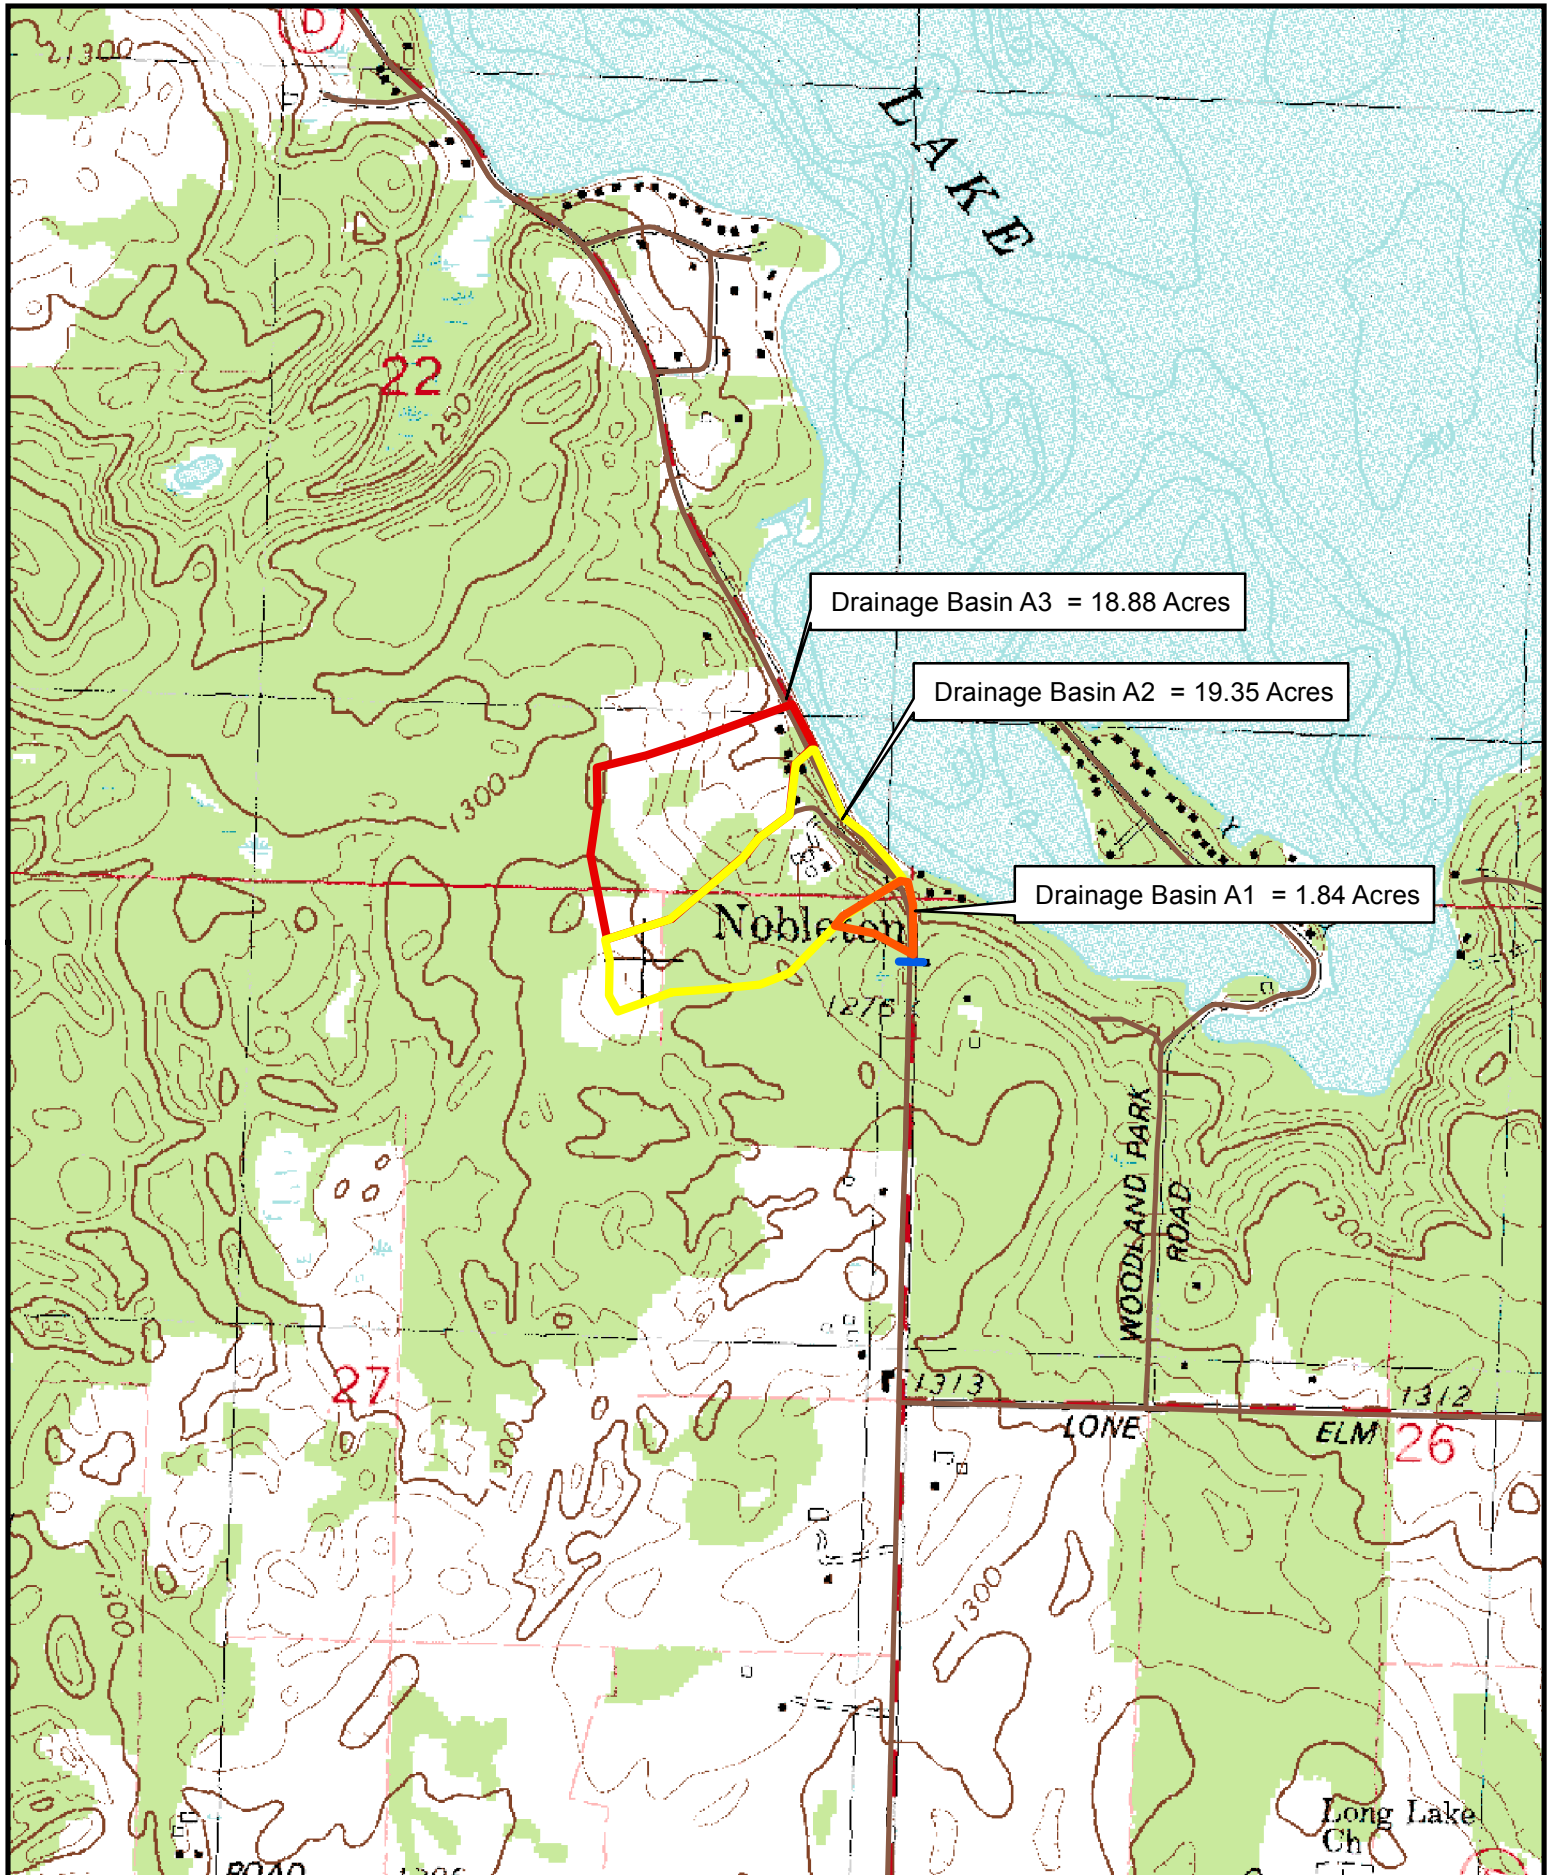 D
21300
LAKE
22
1250
Drainage Basin A3 = 18.88 Acres
Drainage Basin A2 = 19.35 Acres
1300
Drainage Basin A1 = 1.84 Acres
Nobleton
1276
WOODLAND PARK
ROAD
1300
27
1313
1312
LONE
ELM
26
1300
1300
1300
Long Lake
Ch
ROAD